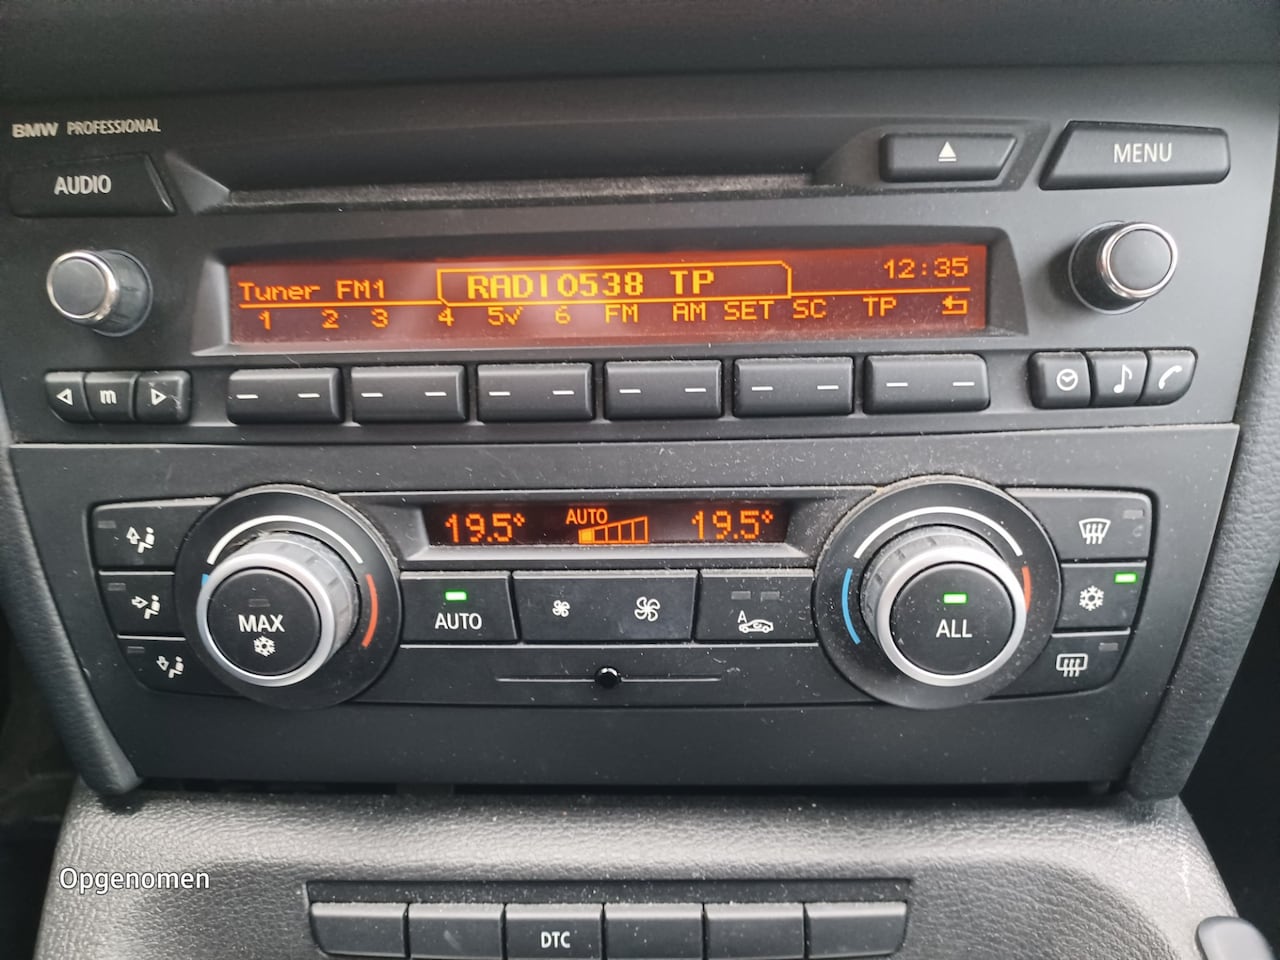 BMW PROFESSIONAL
AUDIO
MENU
Tuner FM1 RADIO538 TP 12:35
1 2 3 4 5✓ 6 FM AM SET SC TP
m
19.5° AUTO 19.5°
MAX
AUTO
A
ALL
Opgenomen
DTC